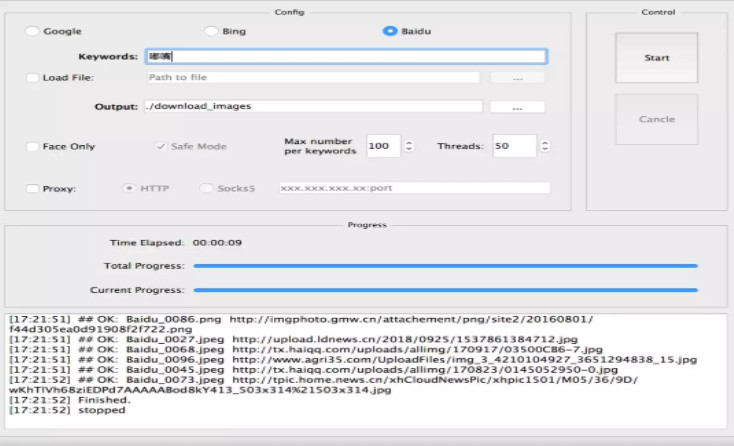 Config
Control
Google
Bing
Baidu
Keywords: 嘟嘴
Start
Load File:
Path to file
...
Output:
./download_images
...
Cancle
Face Only
Safe Mode
Max number
per keywords
100
Threads:
50
Proxy:
HTTP
Socks5
xxx.xxx.xxx.xx:port
Progress
Time Elapsed: 00:00:09
Total Progress:
Current Progress:
[17:21:51] ## OK: Baidu_0086.png http://imgphoto.gmw.cn/attachement/png/site2/20160801/
f44d305ea0d91908f2f722.png
[17:21:51] ## OK: Baidu_0027.jpeg http://upload.ldnews.cn/2018/0925/1537861384712.jpg
[17:21:51] ## OK: Baidu_0068.jpeg http://tx.haiqq.com/uploads/allimg/170917/03500CB6-7.jpg
[17:21:51] ## OK: Baidu_0096.jpeg http://www.agri35.com/UploadFiles/img_3_4210104927_3651294838_15.jpg
[17:21:51] ## OK: Baidu_0045.jpeg http://tx.haiqq.com/uploads/allimg/170823/0145052950-0.jpg
[17:21:52] ## OK: Baidu_0073.jpeg http://tpic.home.news.cn/xhCloudNewsPic/xhpic1501/M05/36/9D/
wKhTlVh68ziEDPd7AAAAABod8kY413_503x314%21503x314.jpg
[17:21:52] Finished.
[17:21:52] stopped